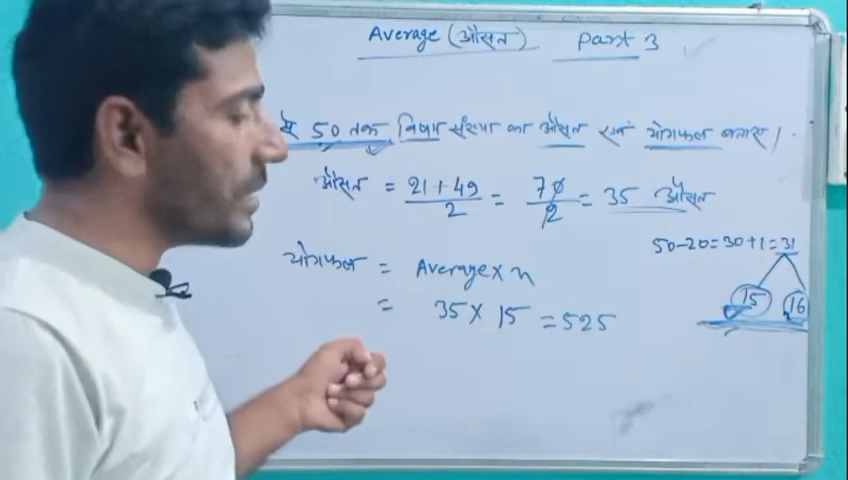 Average (औसत) Part 3
से 50 तक विषम संख्या का औसत एवं योगफल बताए।
औसत = 21+49/2 = 70/2 = 35 औसत
50-20=30+1=31
15 16
योगफल = Average x n
= 35 x 15 = 525